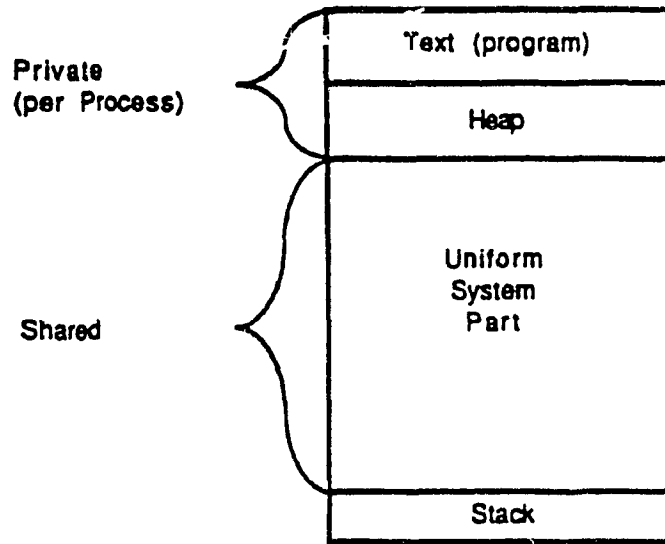 Text (program)
Private
(per Process)
Heap
Uniform
System
Part
Shared
Stack